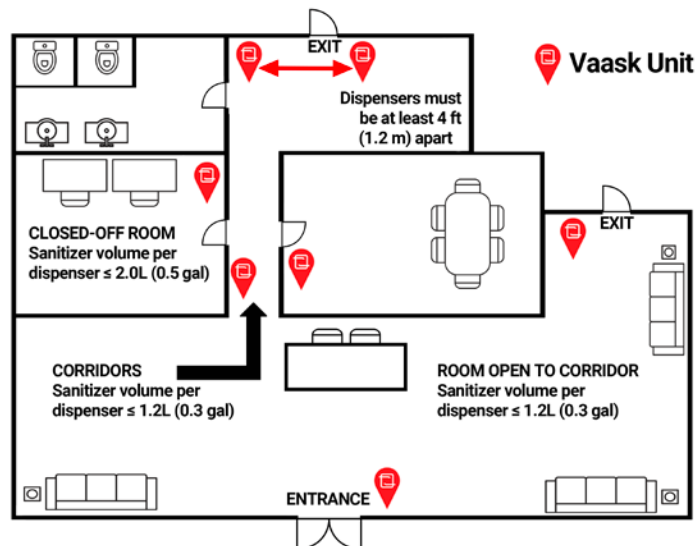 EXIT
Vaask Unit
Dispensers must
be at least 4 ft
(1.2 m) apart
EXIT
CLOSED-OFF ROOM
Sanitizer volume per
dispenser ≤ 2.0L (0.5 gal)
CORRIDORS
Sanitizer volume per
dispenser ≤ 1.2L (0.3 gal)
ROOM OPEN TO CORRIDOR
Sanitizer volume per
dispenser ≤ 1.2L (0.3 gal)
ENTRANCE